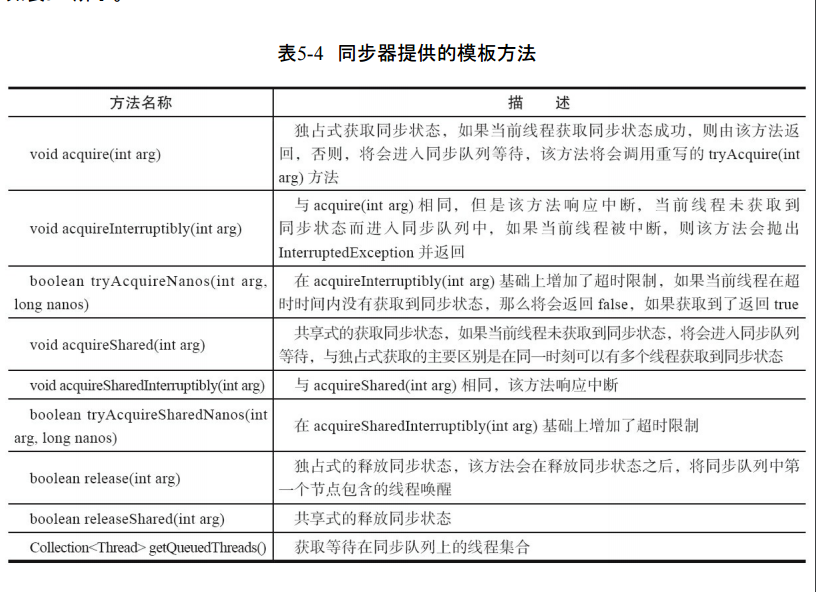 表5-4 同步器提供的模板方法
方法名称
描 述
void acquire(int arg)
独占式获取同步状态，如果当前线程获取同步状态成功，则由该方法返
回，否则，将会进入同步队列等待，该方法将会调用重写的 tryAcquire(int
arg) 方法
void acquireInterruptibly(int arg)
与 acquire(int arg) 相同，但是该方法响应中断，当前线程未获取到
同步状态而进入同步队列中，如果当前线程被中断，则该方法会抛出
InterruptedException 并返回
boolean tryAcquireNanos(int arg,
long nanos)
在 acquireInterruptibly(int arg) 基础上增加了超时限制，如果当前线程在超
时时间内没有获取到同步状态，那么将会返回 false，如果获取到了返回 true
void acquireShared(int arg)
共享式的获取同步状态，如果当前线程未获取到同步状态，将会进入同步队列
等待，与独占式获取的主要区别是在同一时刻可以有多个线程获取到同步状态
void acquireSharedInterruptibly(int arg)
与 acquireShared(int arg) 相同，该方法响应中断
boolean tryAcquireSharedNanos(int
arg, long nanos)
在 acquireSharedInterruptibly(int arg) 基础上增加了超时限制
boolean release(int arg)
独占式的释放同步状态，该方法会在释放同步状态之后，将同步队列中第
一个节点包含的线程唤醒
boolean releaseShared(int arg)
共享式的释放同步状态
Collection<Thread> getQueuedThreads()
获取等待在同步队列上的线程集合